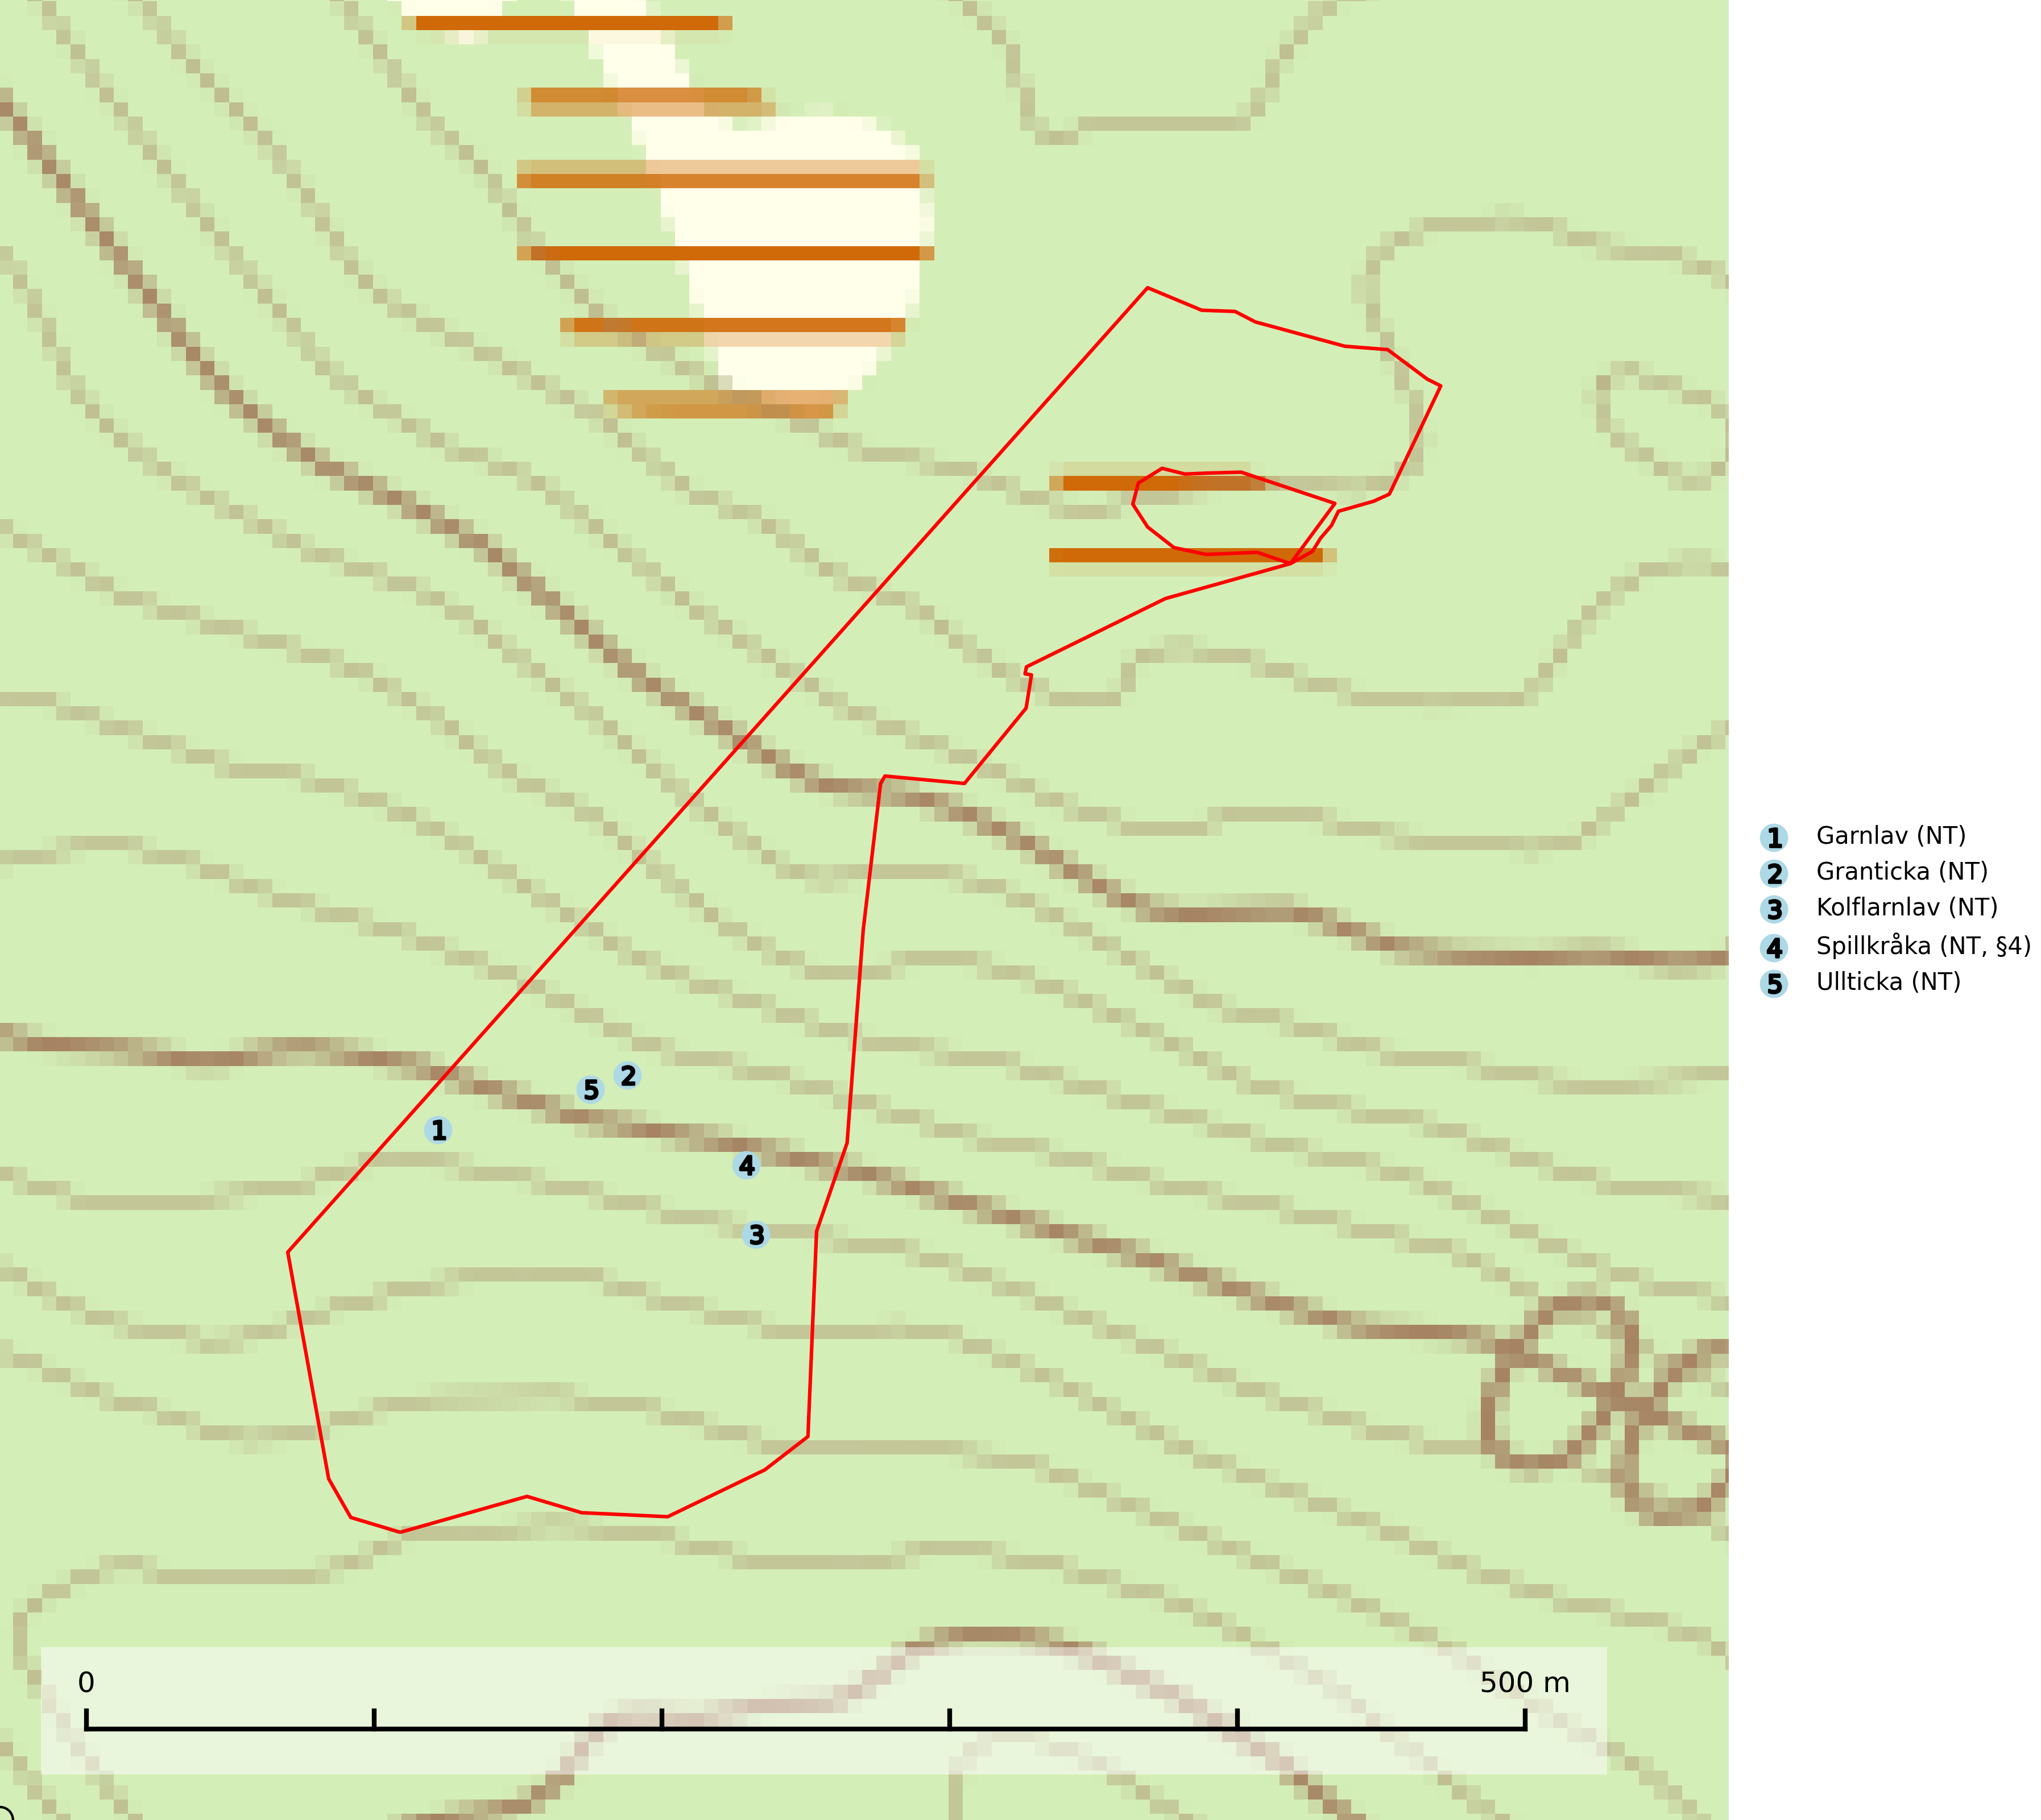 1 Garnlav (NT)
2 Granticka (NT)
3 Kolflarnlav (NT)
4 Spillkråka (NT, §4)
5 Ullticka (NT)
5 2
1
4
3
0 500 m